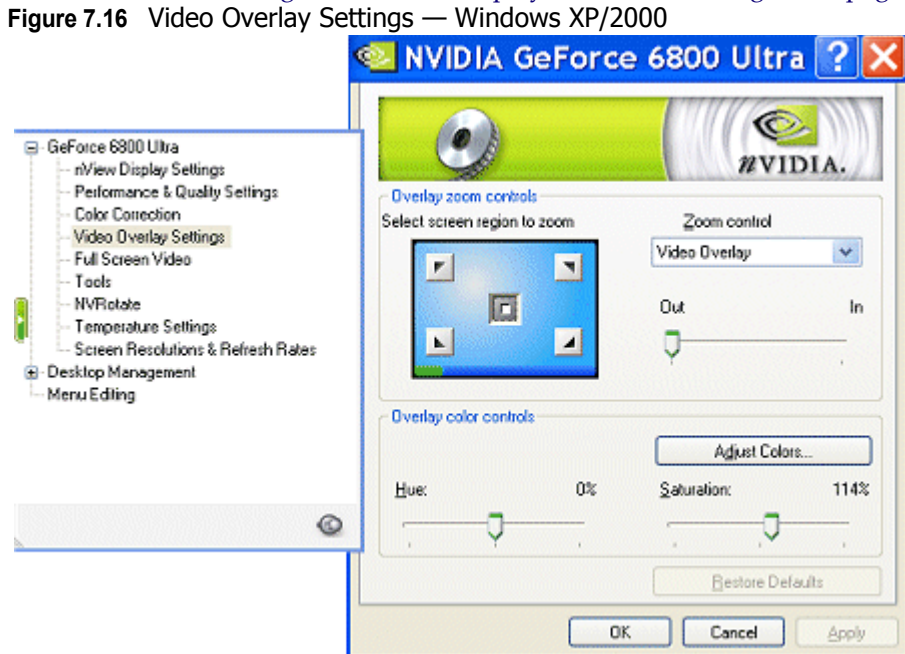 Figure 7.16 Video Overlay Settings — Windows XP/2000
NVIDIA GeForce 6800 Ultra
GeForce 6800 Ultra
nView Display Settings
Performance & Quality Settings
Color Correction
Video Overlay Settings
Full Screen Video
Tools
NVRotate
Temperature Settings
Screen Resolutions & Refresh Rates
Desktop Management
Menu Editing
nVIDIA.
Overlay zoom controls
Select screen region to zoom
Zoom control
Video Overlay
Out In
Overlay color controls
Adjust Colors...
Hue: 0% Saturation: 114%
Restore Defaults
OK Cancel Apply